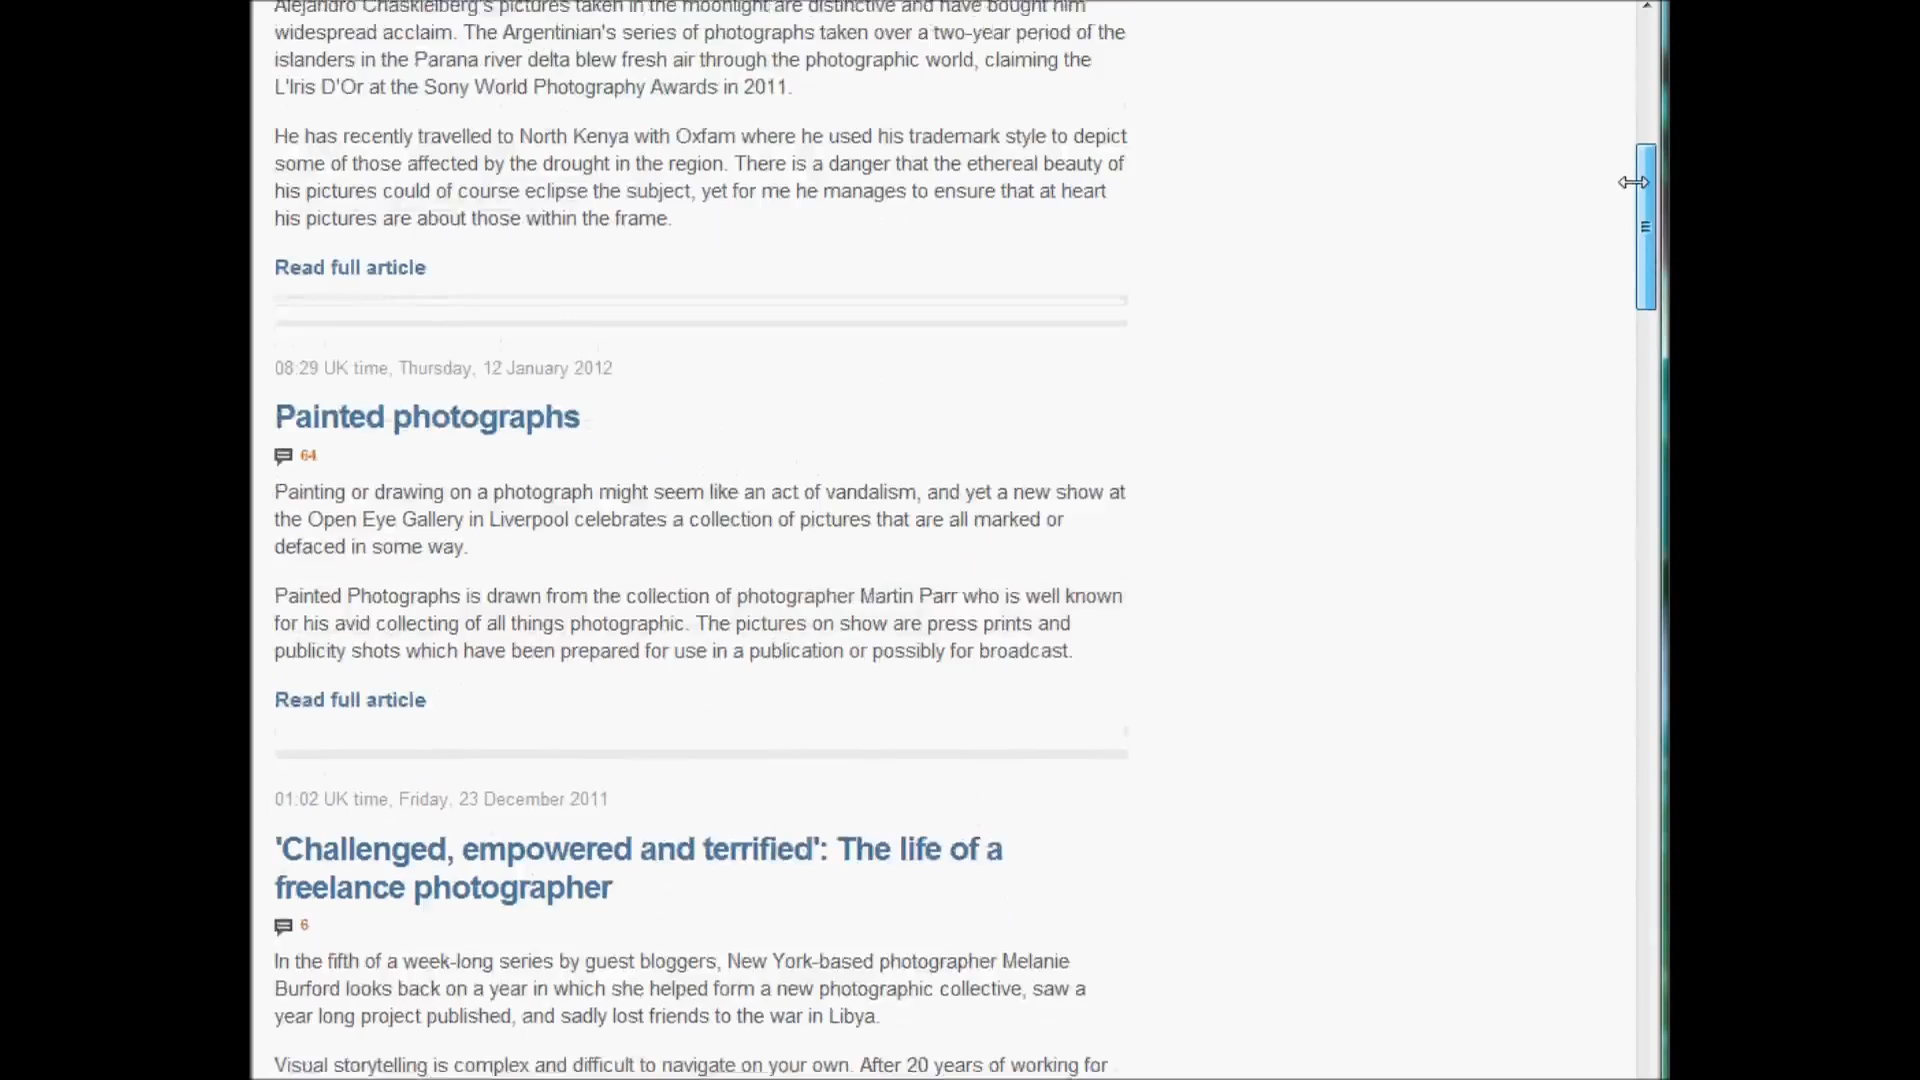 Alejandro Chaskielberg's pictures taken in the moonlight are distinctive and have bought him
widespread acclaim. The Argentinian's series of photographs taken over a two-year period of the
islanders in the Parana river delta blew fresh air through the photographic world, claiming the
L'Iris D'Or at the Sony World Photography Awards in 2011.
He has recently travelled to North Kenya with Oxfam where he used his trademark style to depict
some of those affected by the drought in the region. There is a danger that the ethereal beauty of
his pictures could of course eclipse the subject, yet for me he manages to ensure that at heart
his pictures are about those within the frame.
Read full article
08:29 UK time, Thursday, 12 January 2012
Painted photographs
64
Painting or drawing on a photograph might seem like an act of vandalism, and yet a new show at
the Open Eye Gallery in Liverpool celebrates a collection of pictures that are all marked or
defaced in some way.
Painted Photographs is drawn from the collection of photographer Martin Parr who is well known
for his avid collecting of all things photographic. The pictures on show are press prints and
publicity shots which have been prepared for use in a publication or possibly for broadcast.
Read full article
01.02 UK time, Friday, 23 December 2011
'Challenged, empowered and terrified': The life of a
freelance photographer
6
In the fifth of a week-long series by guest bloggers, New York-based photographer Melanie
Burford looks back on a year in which she helped form a new photographic collective, saw a
year long project published, and sadly lost friends to the war in Libya.
Visual storytelling is complex and difficult to navigate on your own. After 20 years of working for